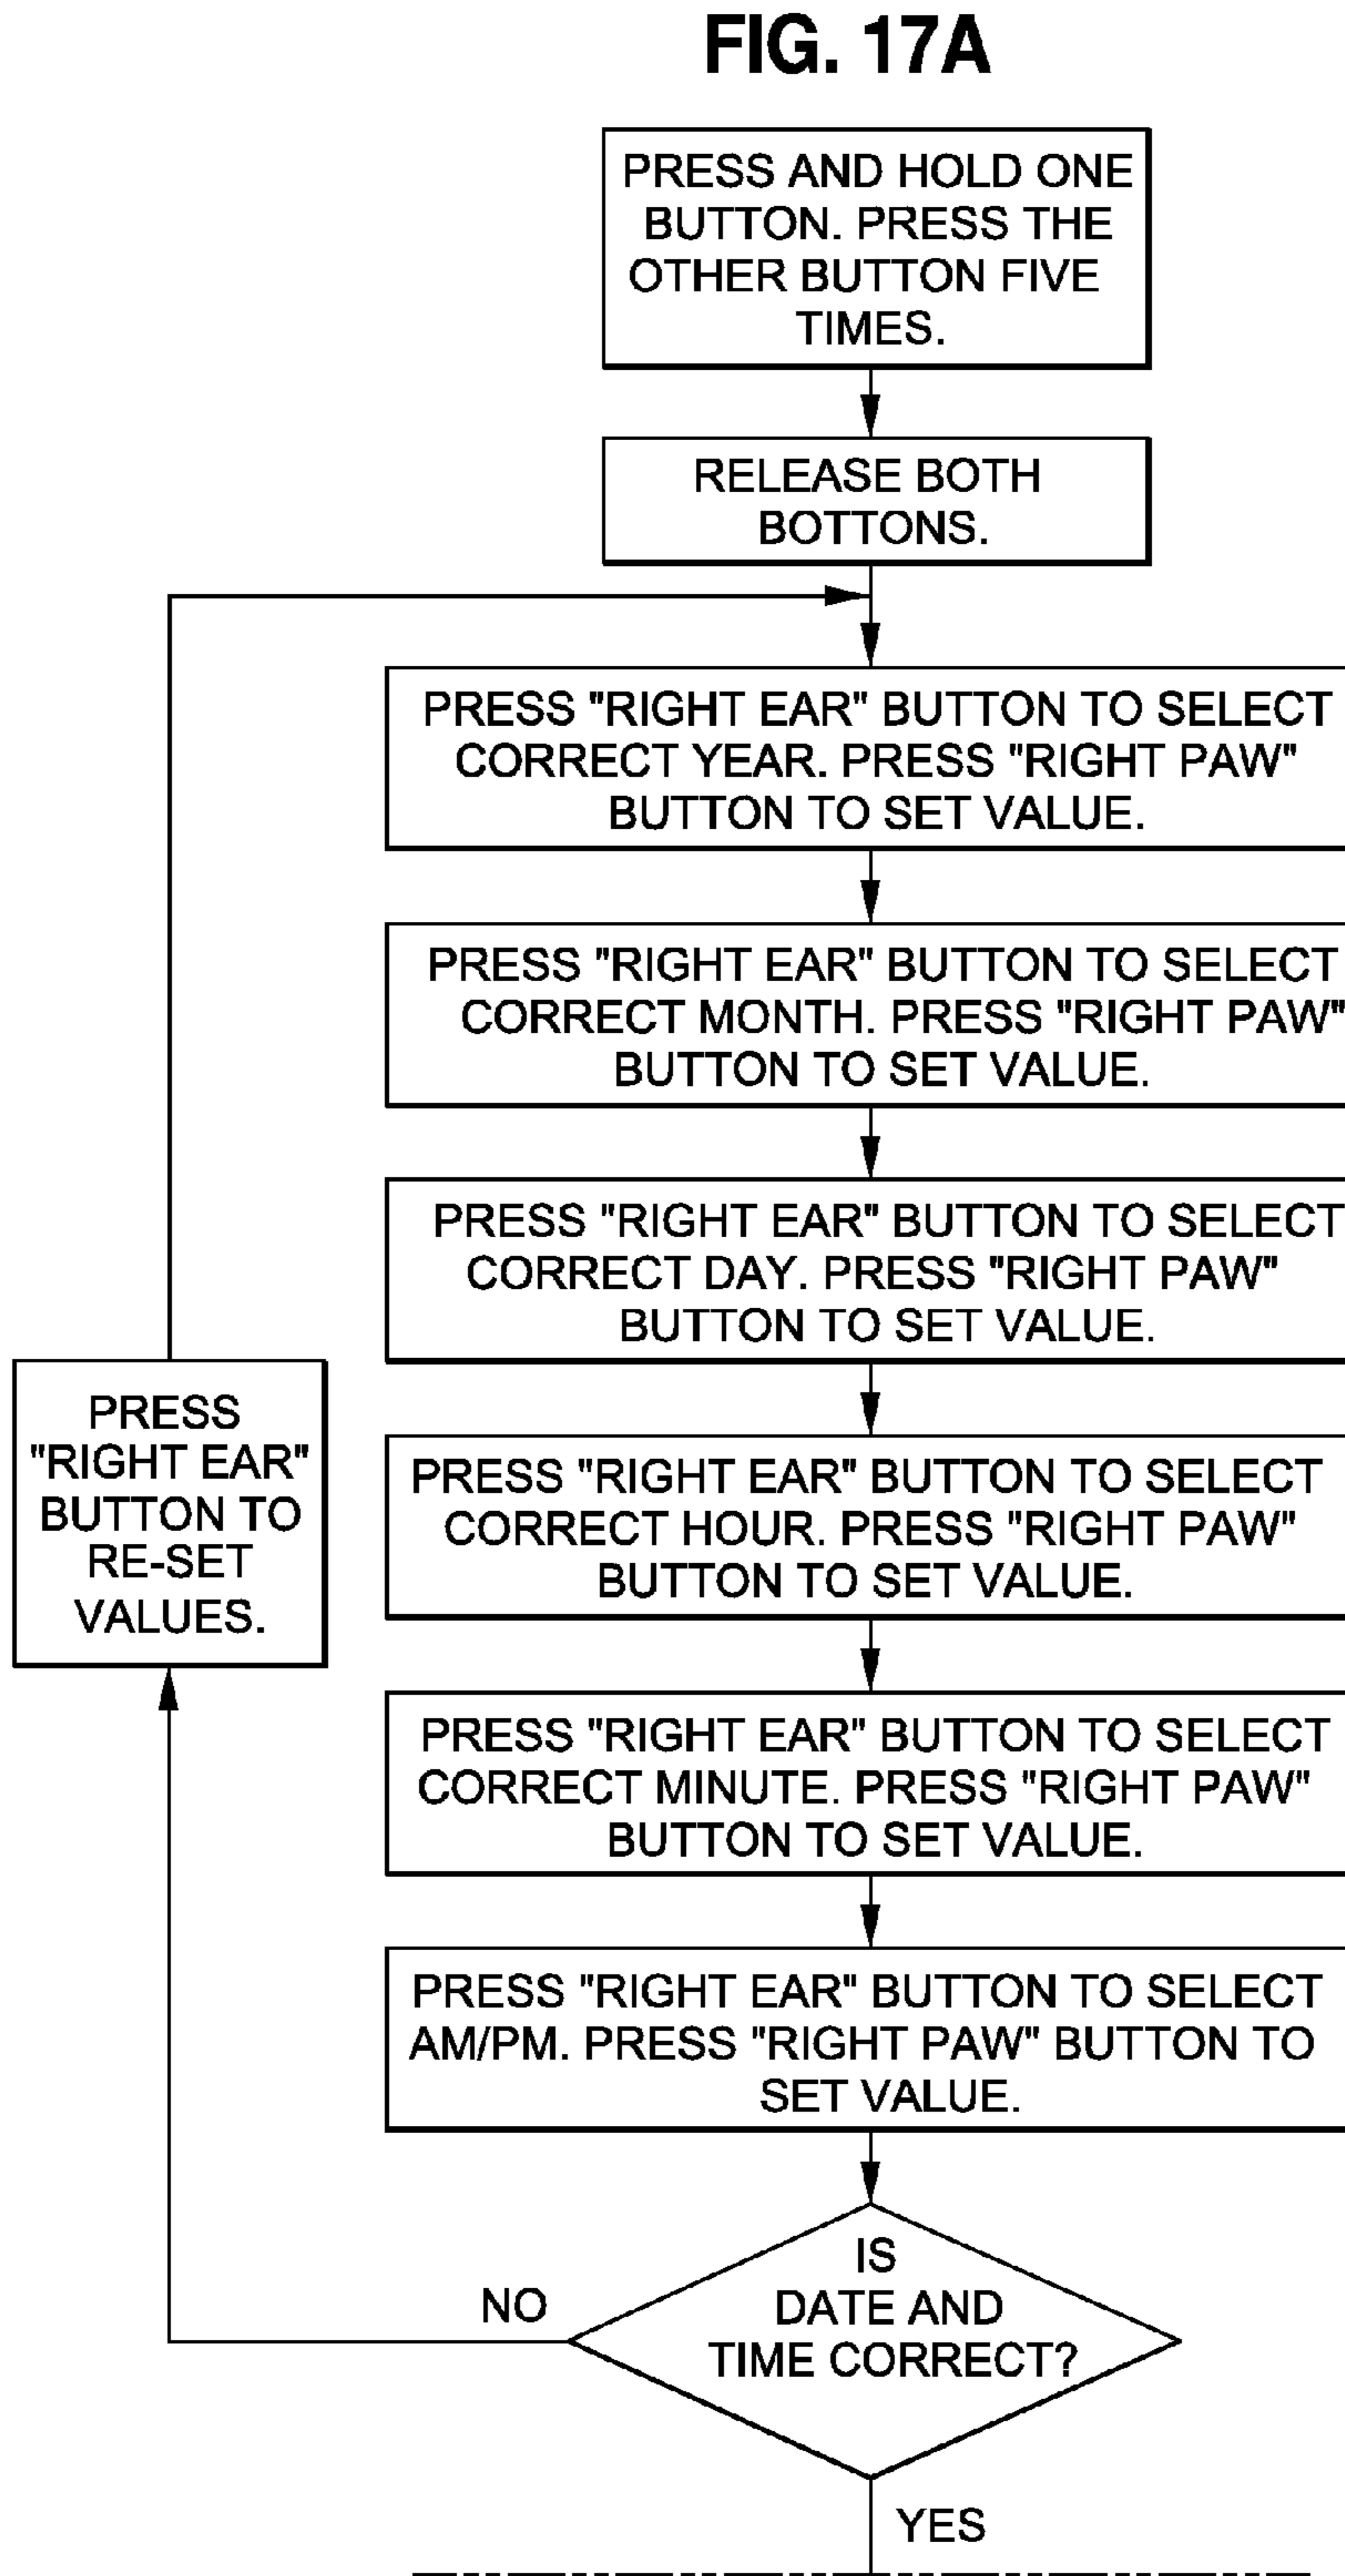 FIG. 17A
PRESS AND HOLD ONE
BUTTON. PRESS THE
OTHER BUTTON FIVE
TIMES.
RELEASE BOTH
BOTTONS.
PRESS "RIGHT EAR" BUTTON TO SELECT
CORRECT YEAR. PRESS "RIGHT PAW"
BUTTON TO SET VALUE.
PRESS "RIGHT EAR" BUTTON TO SELECT
CORRECT MONTH. PRESS "RIGHT PAW"
BUTTON TO SET VALUE.
PRESS "RIGHT EAR" BUTTON TO SELECT
CORRECT DAY. PRESS "RIGHT PAW"
BUTTON TO SET VALUE.
PRESS
"RIGHT EAR"
BUTTON TO
RE-SET
VALUES.
PRESS "RIGHT EAR" BUTTON TO SELECT
CORRECT HOUR. PRESS "RIGHT PAW"
BUTTON TO SET VALUE.
PRESS "RIGHT EAR" BUTTON TO SELECT
CORRECT MINUTE. PRESS "RIGHT PAW"
BUTTON TO SET VALUE.
PRESS "RIGHT EAR" BUTTON TO SELECT
AM/PM. PRESS "RIGHT PAW" BUTTON TO
SET VALUE.
IS
DATE AND
TIME CORRECT?
NO
YES